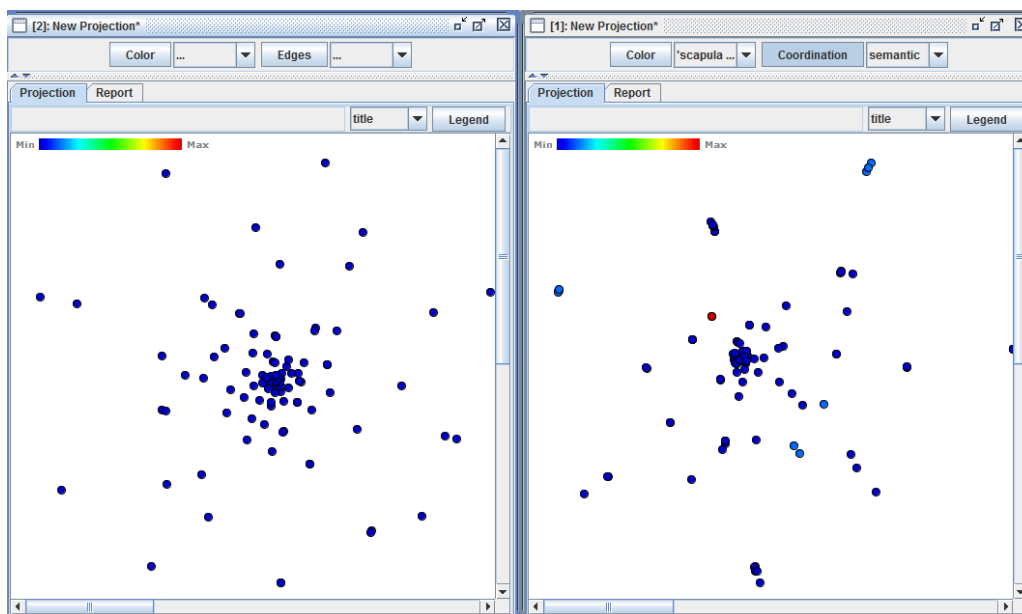 [2]: New Projection*
Color ... Edges ...
Projection Report
title Legend
Min Max
[1]: New Projection*
Color 'scapula ... Coordination semantic
Projection Report
title Legend
Min Max